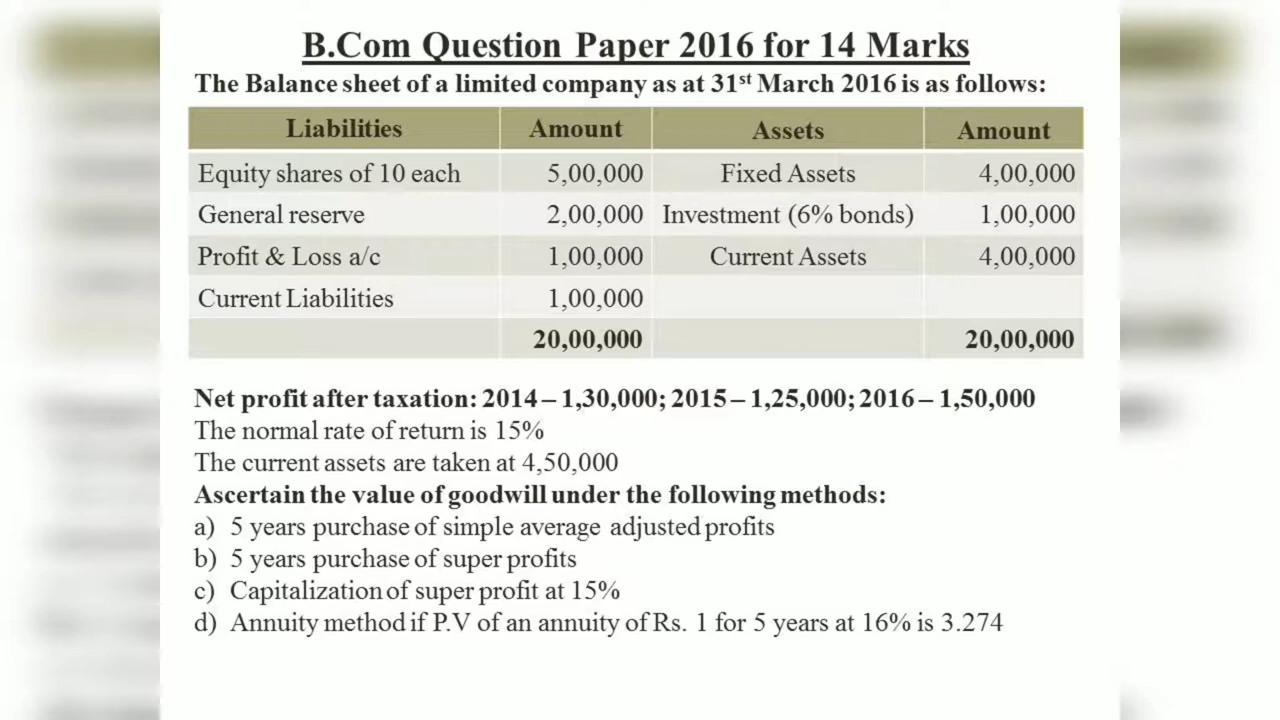 B.Com Question Paper 2016 for 14 Marks
The Balance sheet of a limited company as at 31st March 2016 is as follows:
Liabilities Amount Assets Amount
Equity shares of 10 each 5,00,000 Fixed Assets 4,00,000
General reserve 2,00,000 Investment (6% bonds) 1,00,000
Profit & Loss a/c 1,00,000 Current Assets 4,00,000
Current Liabilities 1,00,000
20,00,000 20,00,000
Net profit after taxation: 2014 – 1,30,000; 2015 – 1,25,000; 2016 – 1,50,000
The normal rate of return is 15%
The current assets are taken at 4,50,000
Ascertain the value of goodwill under the following methods:
a) 5 years purchase of simple average adjusted profits
b) 5 years purchase of super profits
c) Capitalization of super profit at 15%
d) Annuity method if P.V of an annuity of Rs. 1 for 5 years at 16% is 3.274